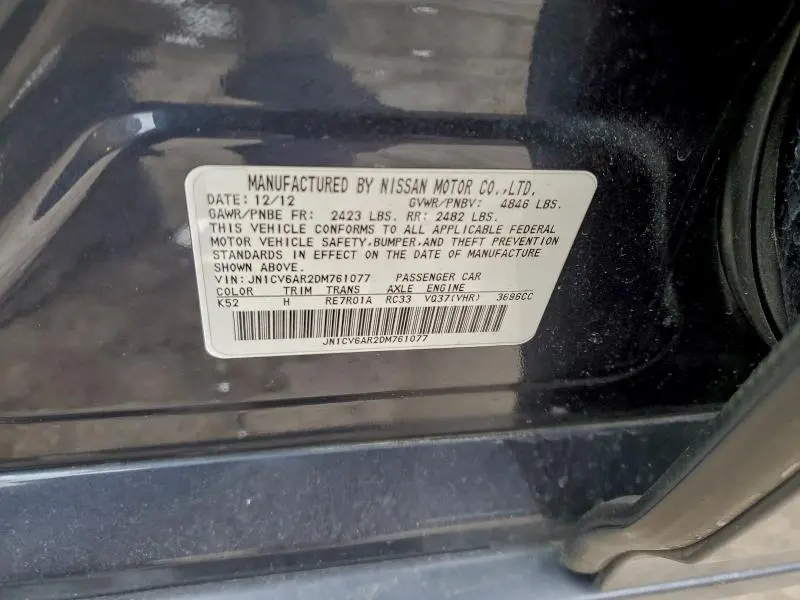 MANUFACTURED BY NISSAN MOTOR CO.,LTD.
DATE: 12/12 GVWR/PNBV: 4846 LBS.
GAWR/PNBE FR: 2423 LBS. RR: 2482 LBS.
THIS VEHICLE CONFORMS TO ALL APPLICABLE FEDERAL
MOTOR VEHICLE SAFETY,BUMPER,AND THEFT PREVENTION
STANDARDS IN EFFECT ON THE DATE OF MANUFACTURE
SHOWN ABOVE.
VIN: JN1CV6AR2DM761077 PASSENGER CAR
COLOR TRIM TRANS AXLE ENGINE
K52 H RE7R01A RC33 VQ37(VHR) 3696CC
JN1CV6AR2DM761077